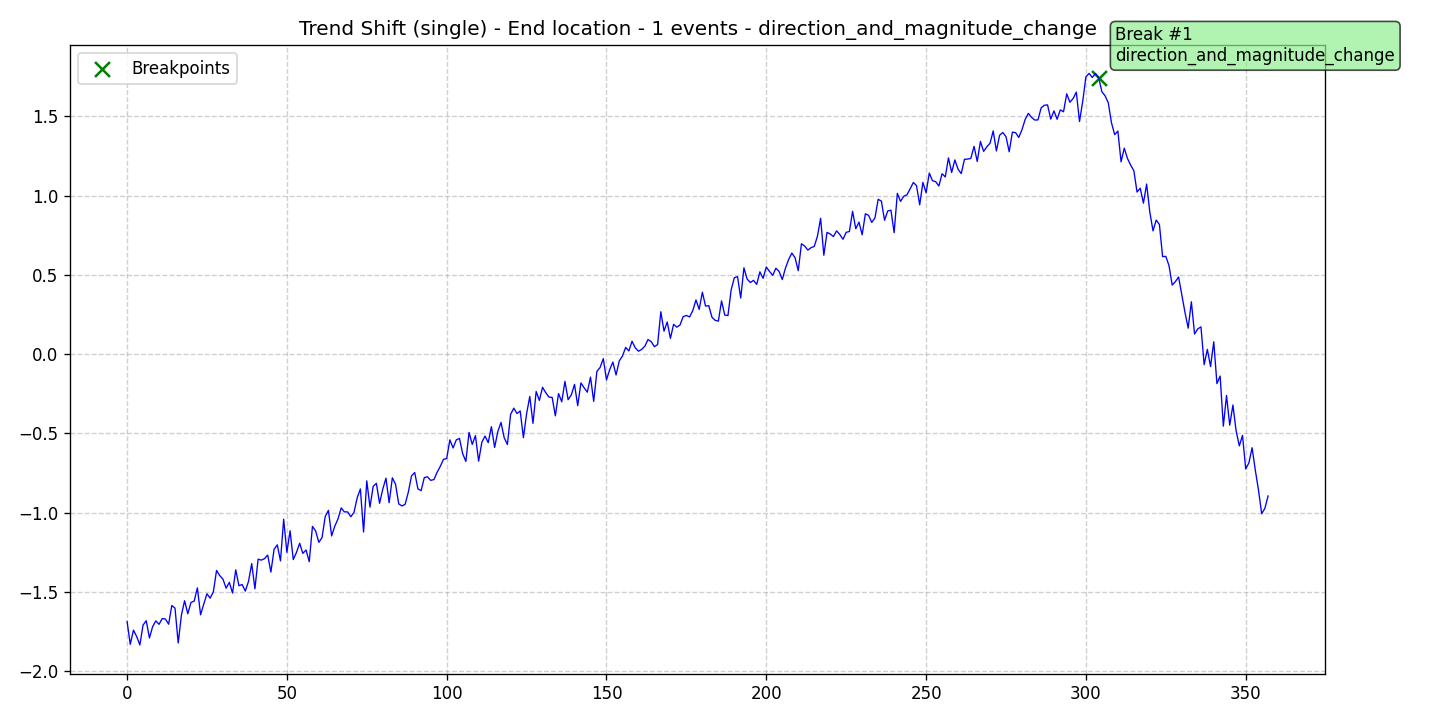 Trend Shift (single) - End location - 1 events - direction_and_magnitude_change
Break #1
direction_and_magnitude_change
Breakpoints
1.5
1.0
0.5
0.0
−0.5
−1.0
−1.5
−2.0
0 50 100 150 200 250 300 350